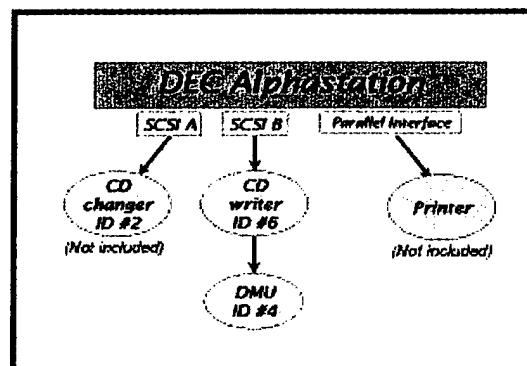 DEC Alphastation
SCSI A SCSI B Parallel Interface
CD
changer
ID #2
(Not included)
CD
writer
ID #6
Printer
(Not included)
DMU
ID #4